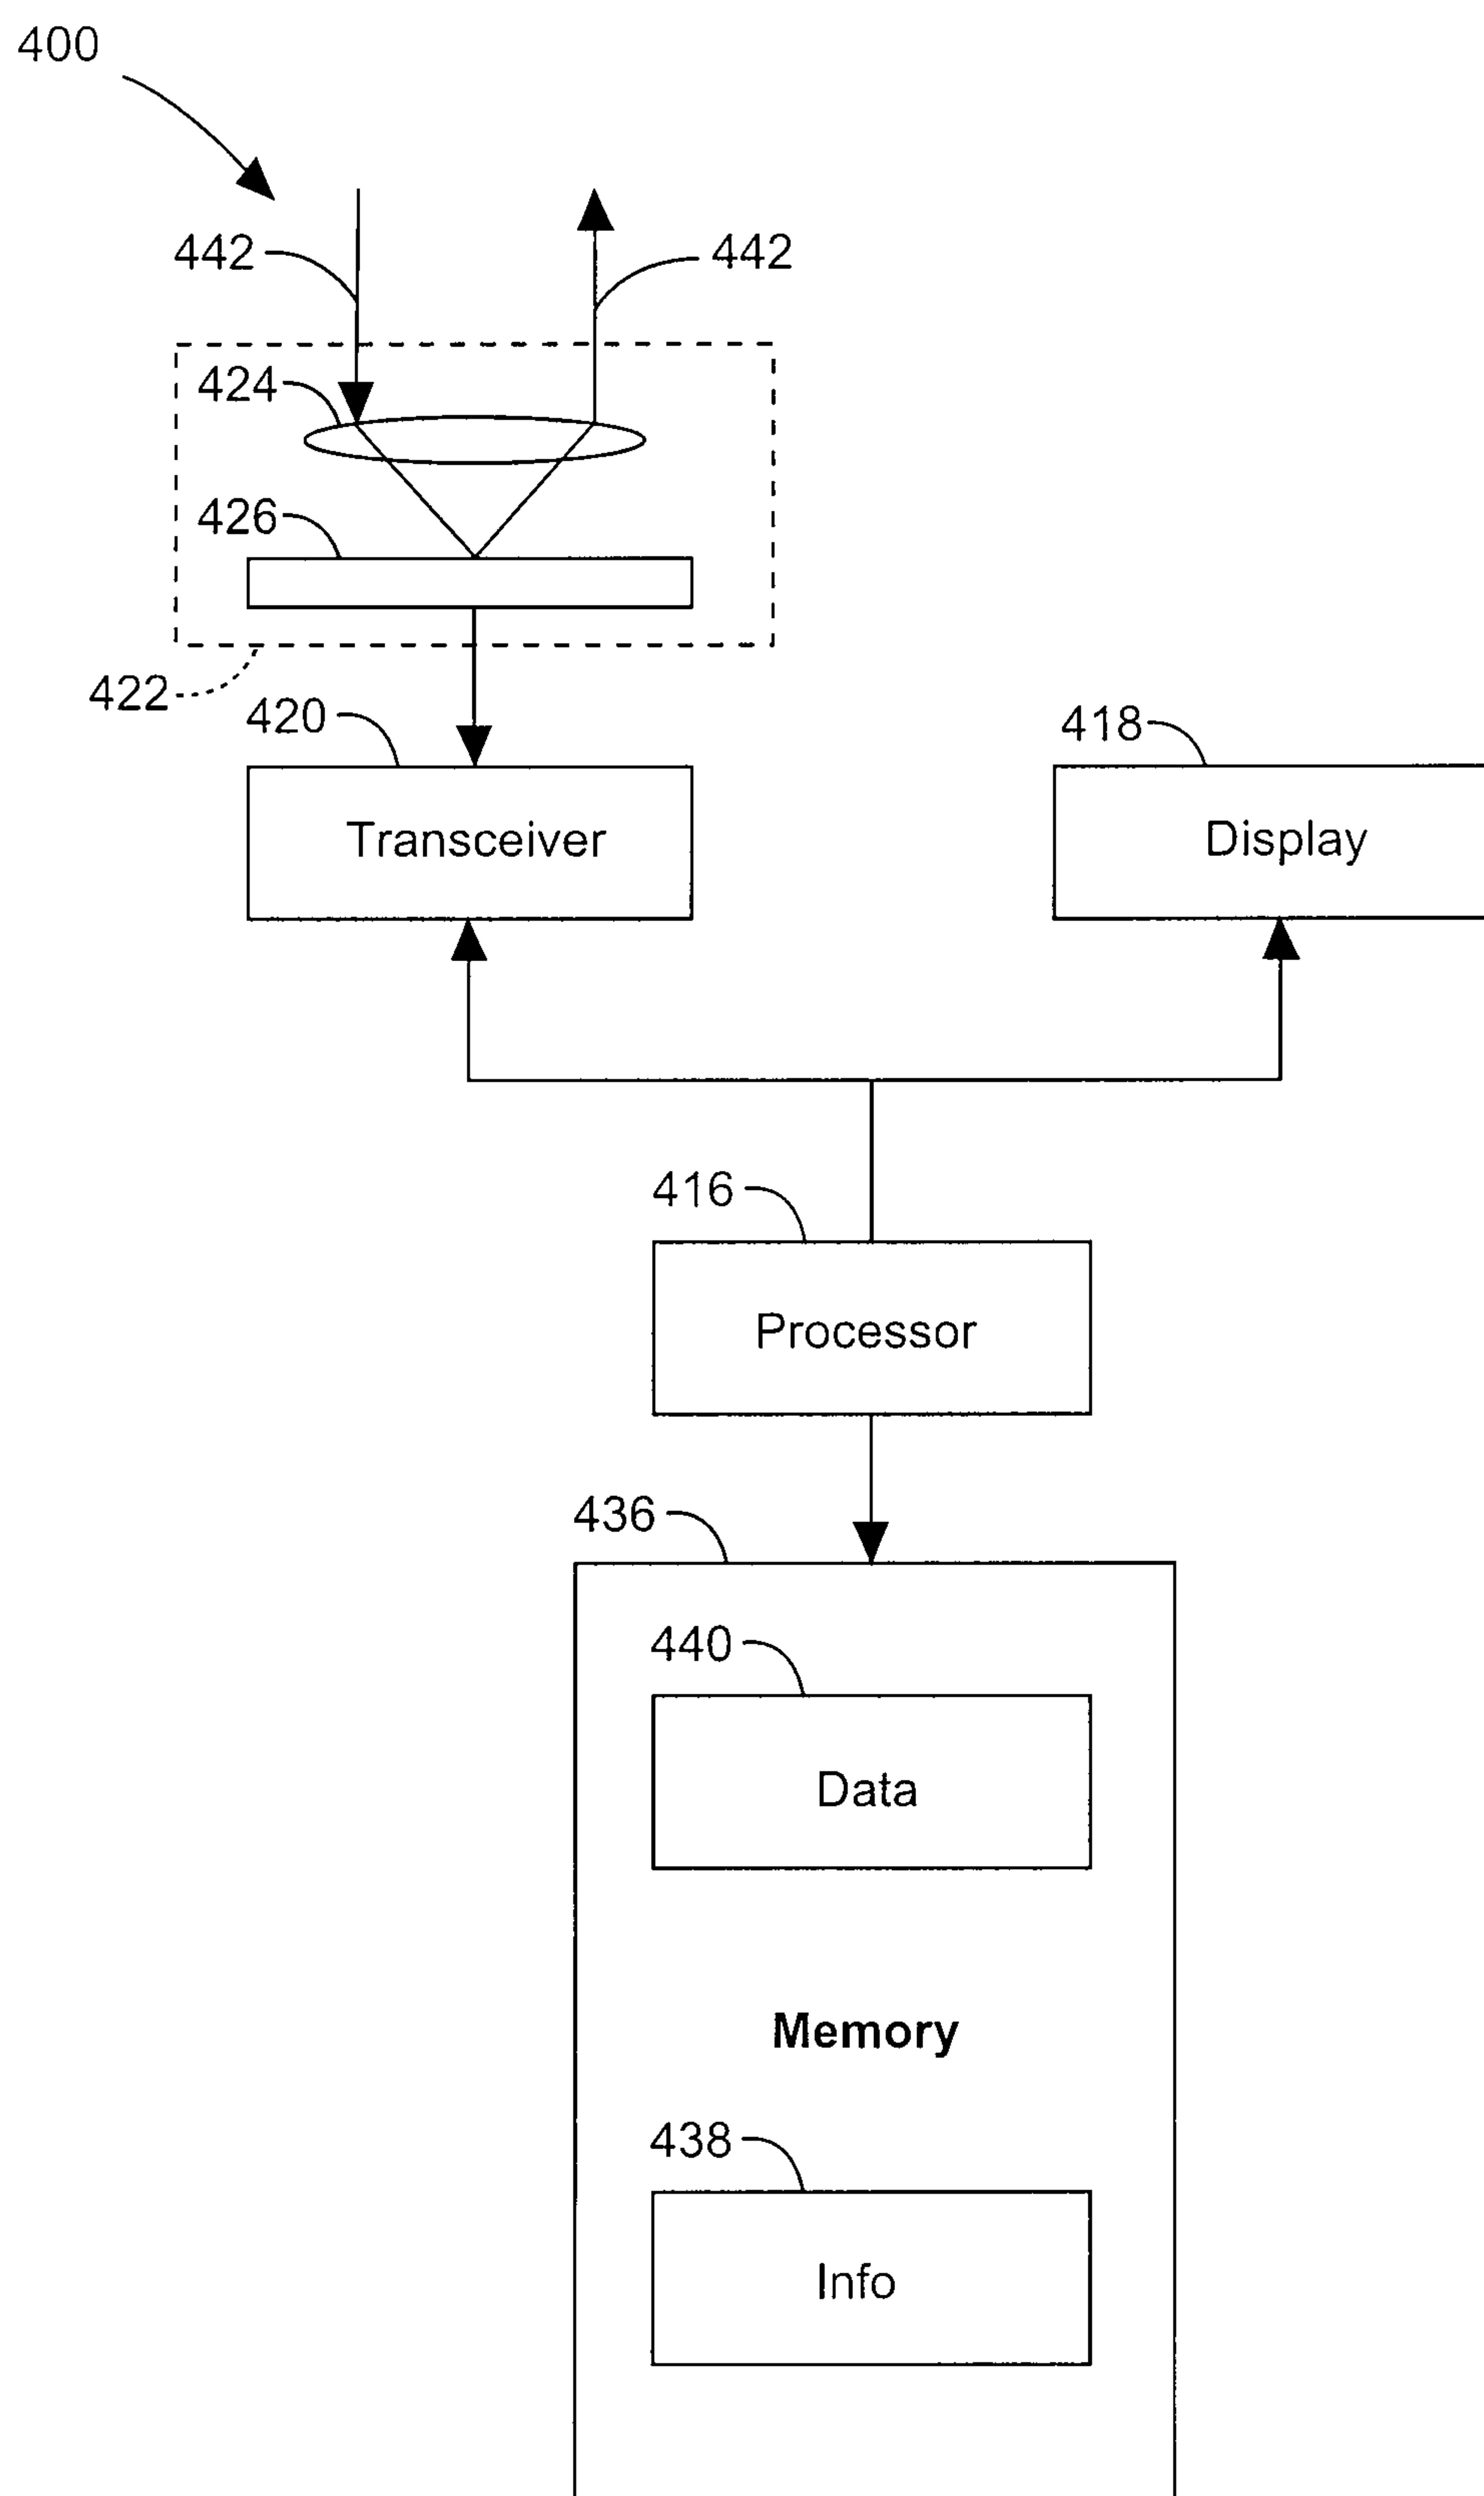 400
442
442
424
426
422
420
418
Transceiver
Display
416
Processor
436
440
Data
Memory
438
Info